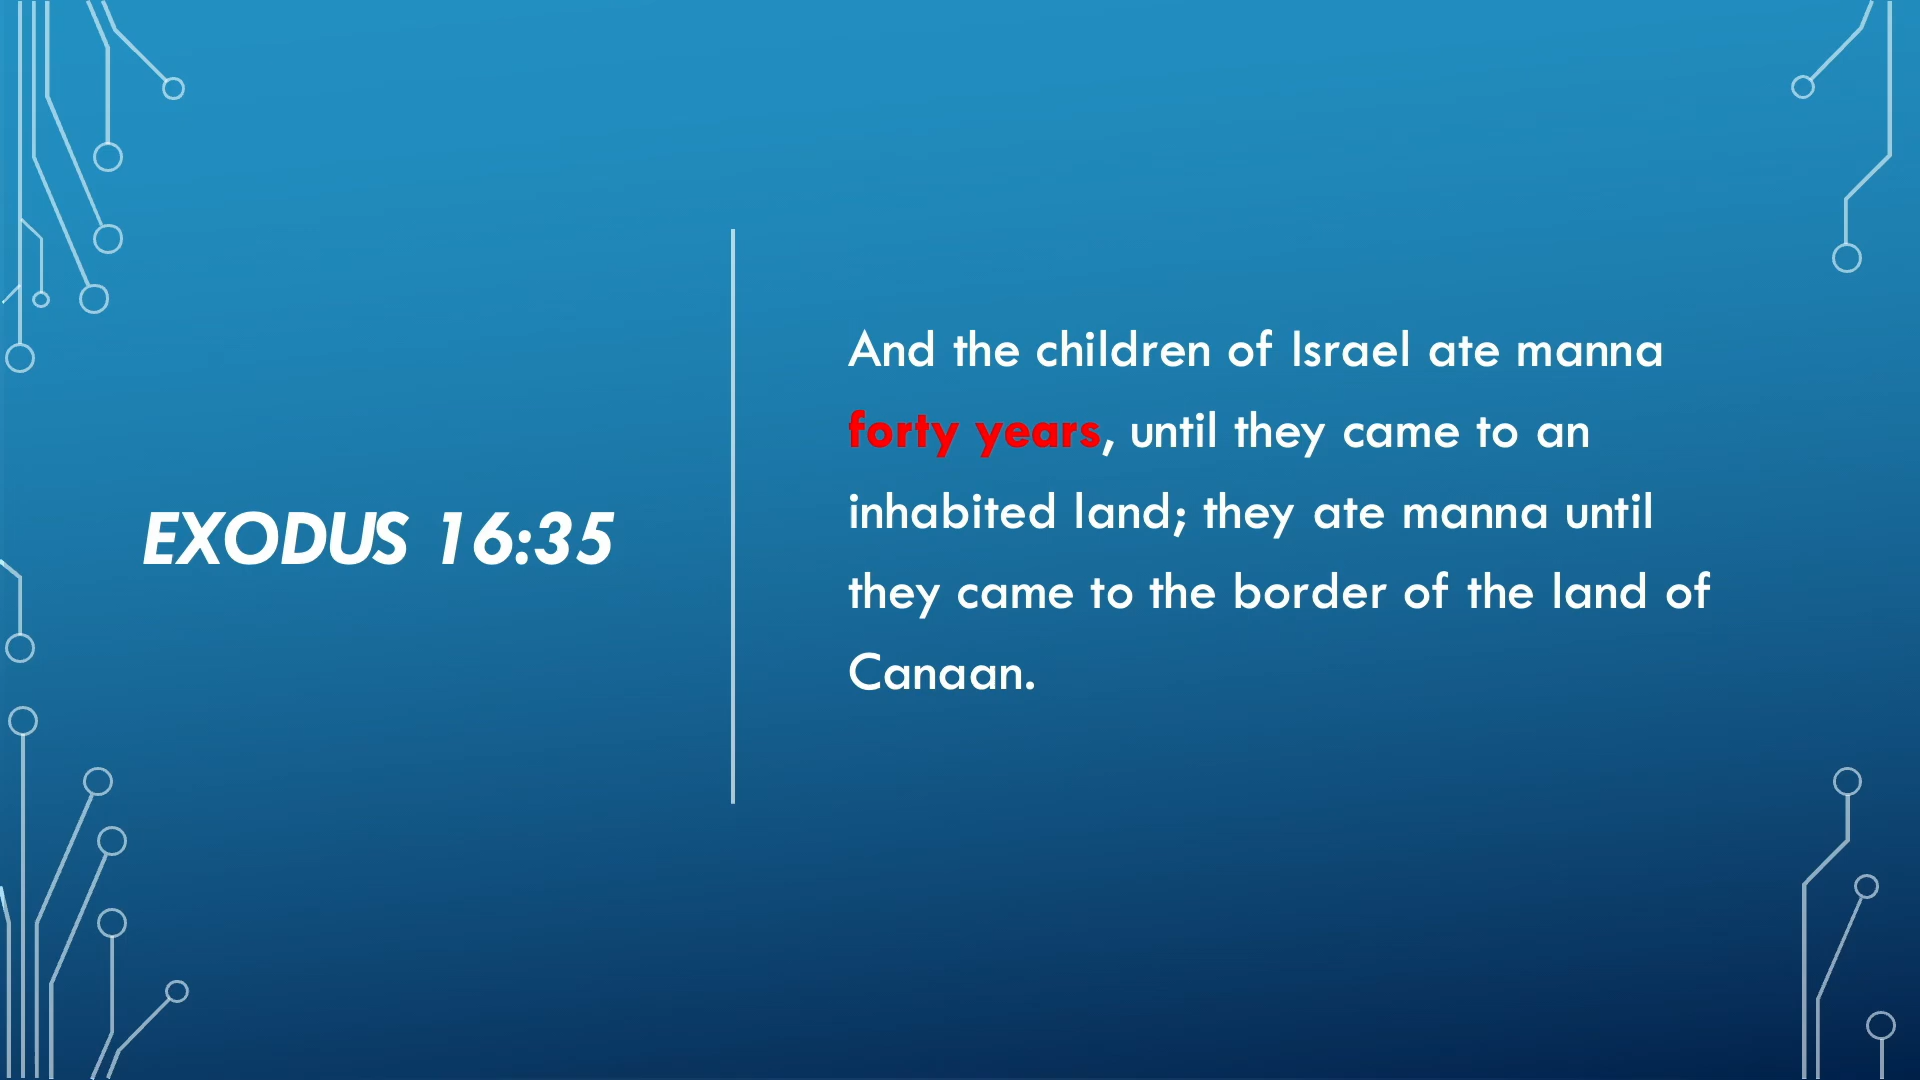 EXODUS 16:35
And the children of Israel ate manna
forty years, until they came to an
inhabited land; they ate manna until
they came to the border of the land of
Canaan.